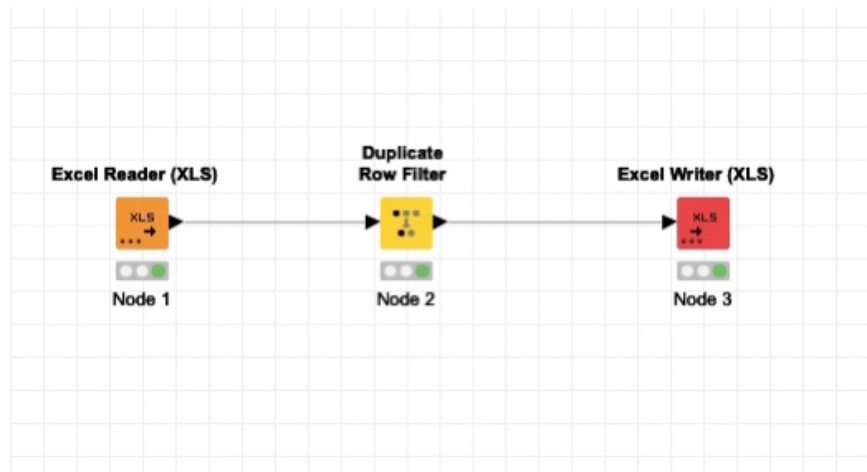 Duplicate
Excel Reader (XLS) Row Filter Excel Writer (XLS)
XLS XLS
Node 1 Node 2 Node 3